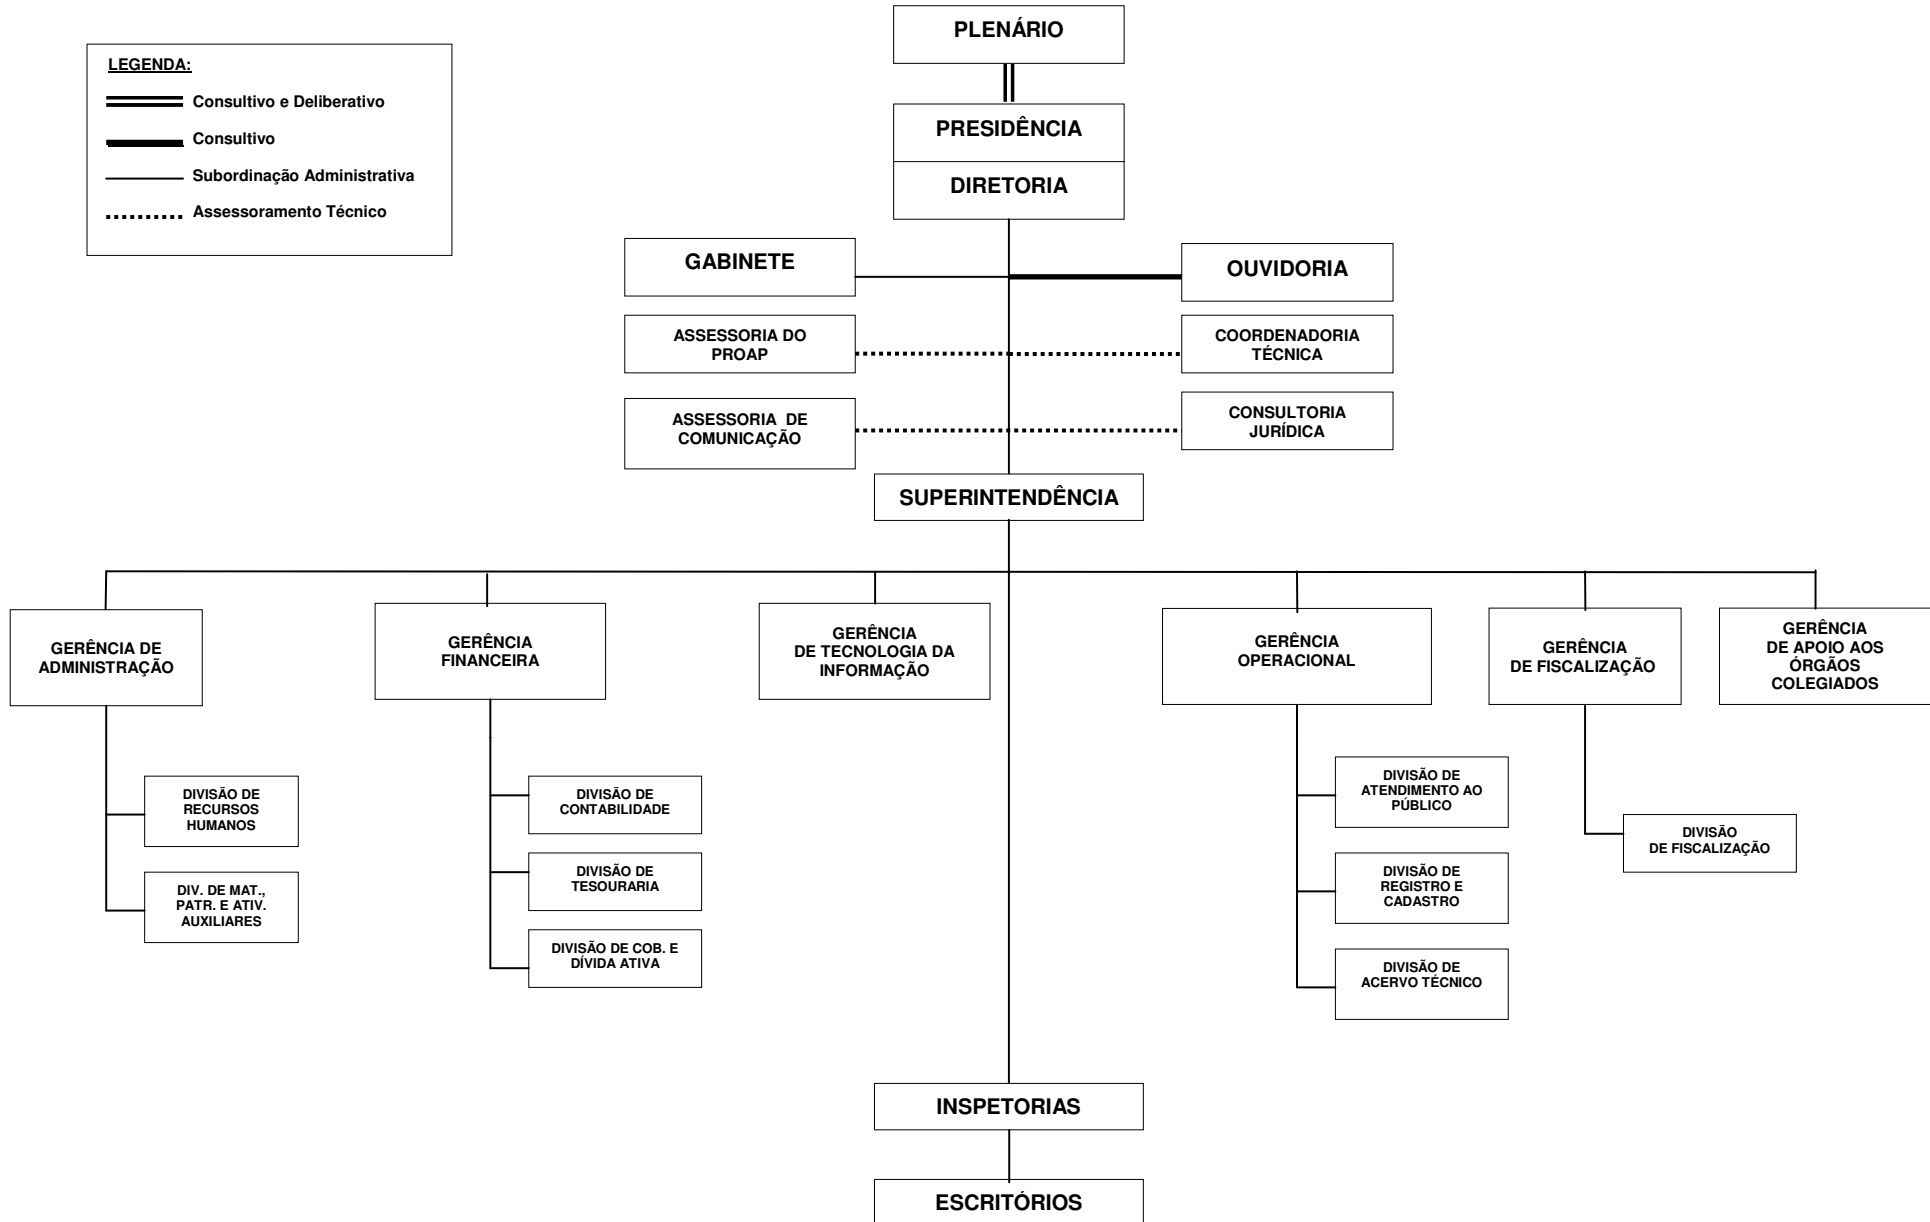 PLENÁRIO
LEGENDA:
Consultivo e Deliberativo
Consultivo
Subordinação Administrativa
Assessoramento Técnico
PRESIDÊNCIA
DIRETORIA
GABINETE
OUVIDORIA
ASSESSORIA DO
PROAP
COORDENADORIA
TÉCNICA
ASSESSORIA DE
COMUNICAÇÃO
CONSULTORIA
JURÍDICA
SUPERINTENDÊNCIA
GERÊNCIA DE
ADMINISTRAÇÃO
GERÊNCIA
FINANCEIRA
GERÊNCIA
DE TECNOLOGIA DA
INFORMAÇÃO
GERÊNCIA
OPERACIONAL
GERÊNCIA
DE FISCALIZAÇÃO
GERÊNCIA
DE APOIO AOS
ÓRGÃOS
COLEGIADOS
DIVISÃO DE
RECURSOS
HUMANOS
DIV. DE MAT.,
PATR. E ATIV.
AUXILIARES
DIVISÃO DE
CONTABILIDADE
DIVISÃO DE
TESOURARIA
DIVISÃO DE COB. E
DÍVIDA ATIVA
DIVISÃO DE
ATENDIMENTO AO
PÚBLICO
DIVISÃO DE
REGISTRO E
CADASTRO
DIVISÃO DE
ACERVO TÉCNICO
DIVISÃO
DE FISCALIZAÇÃO
INSPETORIAS
ESCRITÓRIOS